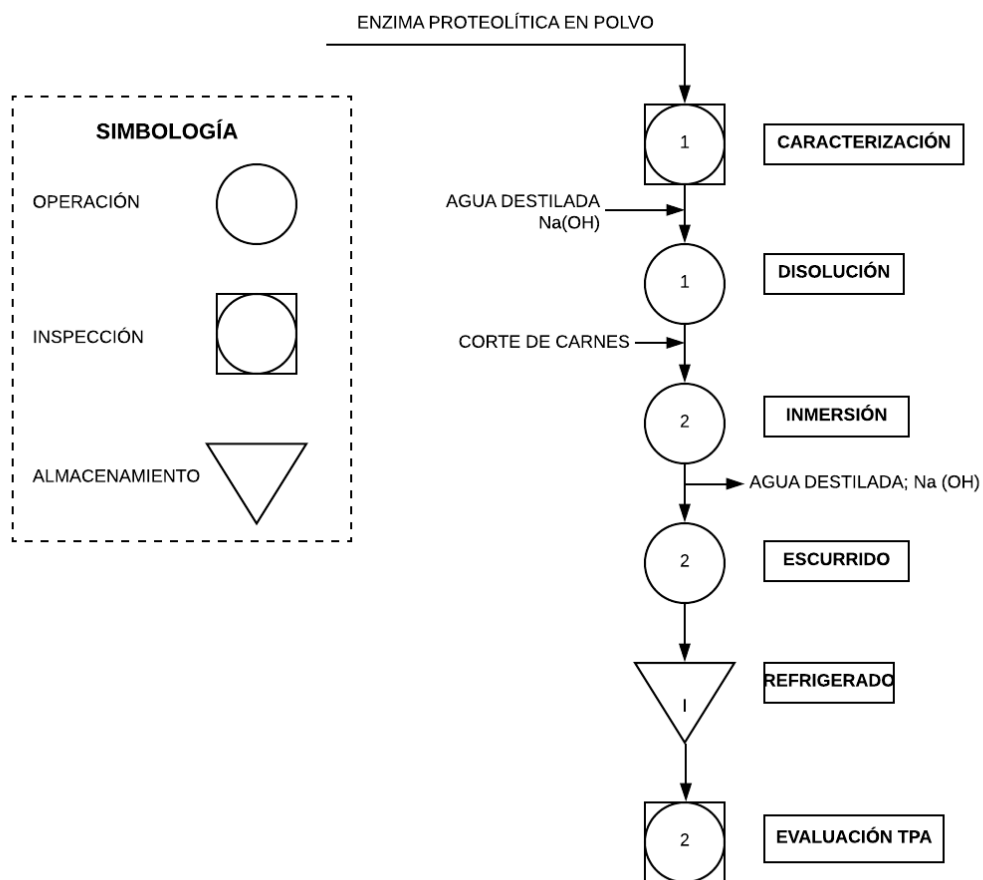 ENZIMA PROTEOLÍTICA EN POLVO
SIMBOLOGÍA
OPERACIÓN
INSPECCIÓN
ALMACENAMIENTO
1
CARACTERIZACIÓN
AGUA DESTILADA
Na(OH)
1
DISOLUCIÓN
CORTE DE CARNES
2
INMERSIÓN
AGUA DESTILADA; Na (OH)
2
ESCURRIDO
I
REFRIGERADO
2
EVALUACIÓN TPA